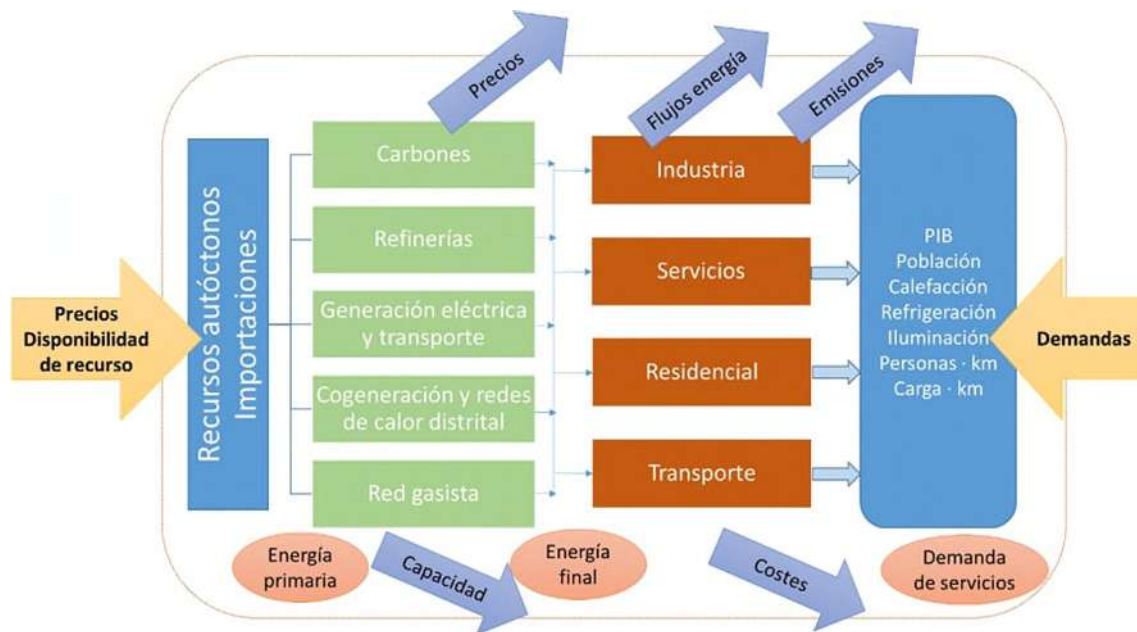 Precios
Flujos energía
Emisiones
Precios
Disponibilidad
de recurso
Recursos autóctonos
Importaciones
Carbones
Refinerías
Generación eléctrica
y transporte
Cogeneración y redes
de calor distrital
Red gasista
Industria
Servicios
Residencial
Transporte
PIB
Población
Calefacción
Refrigeración
Iluminación
Personas · km
Carga · km
Demandas
Energía
primaria
Capacidad
Energía
final
Costes
Demanda
de servicios